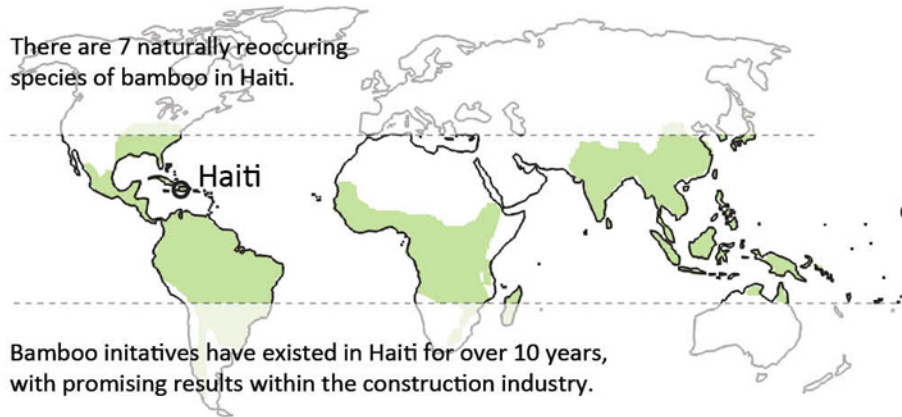 There are 7 naturally reoccuring
species of bamboo in Haiti.
Haiti
Bamboo initatives have existed in Haiti for over 10 years,
with promising results within the construction industry.